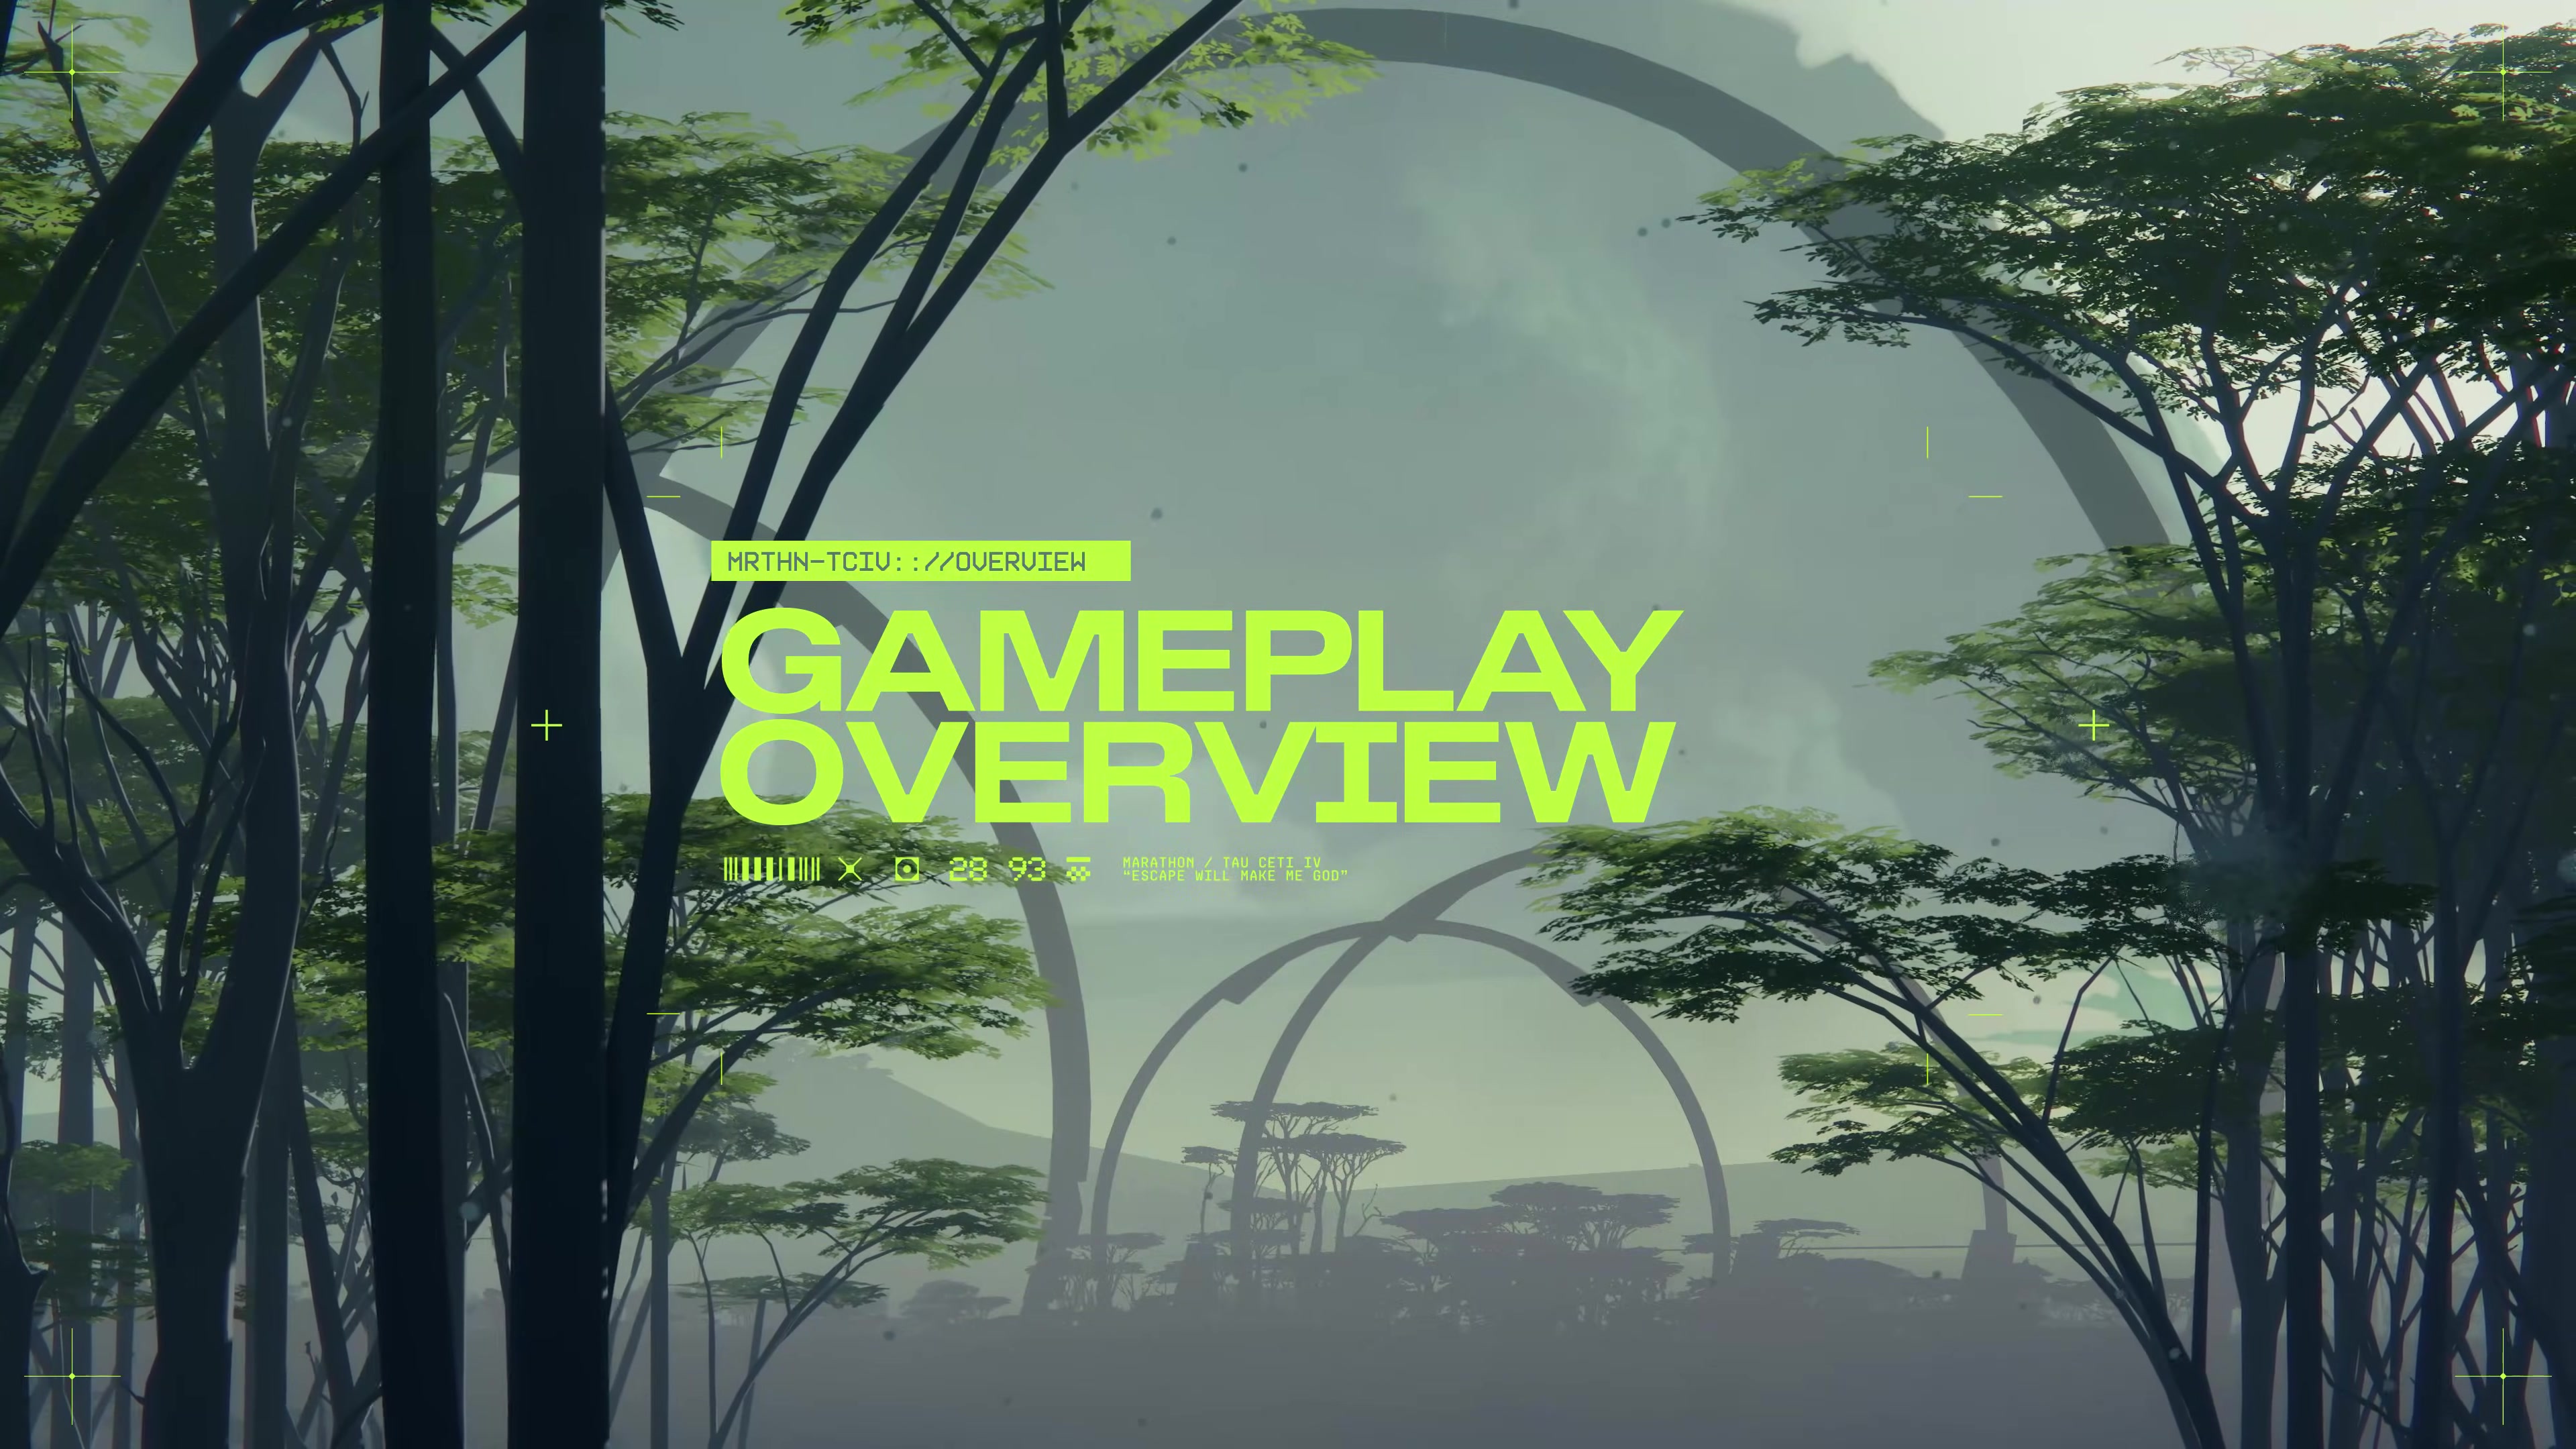 MRTHN-TCIV：://OVERVIEW
GAMEPLAY
OVERVIEW
28 93
MARATHON / TAU CETI IV
“ESCAPE WILL MAKE ME GOD”